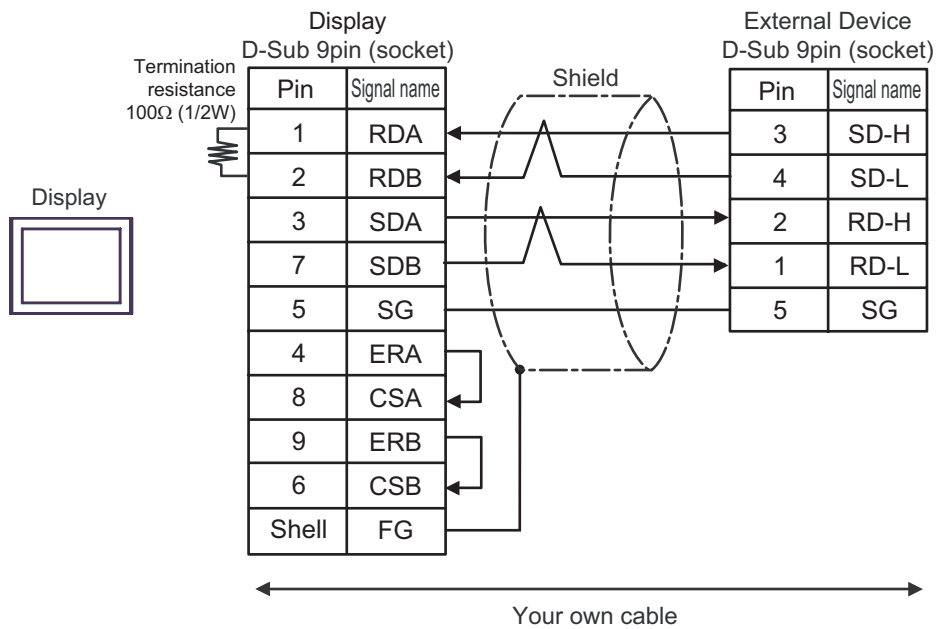 Display
D-Sub 9pin (socket)
External Device
D-Sub 9pin (socket)
Termination
resistance
100Ω (1/2W)
Shield
Pin Signal name
1 RDA
2 RDB
3 SDA
7 SDB
5 SG
4 ERA
8 CSA
9 ERB
6 CSB
Shell FG
Pin Signal name
3 SD-H
4 SD-L
2 RD-H
1 RD-L
5 SG
Display
Your own cable